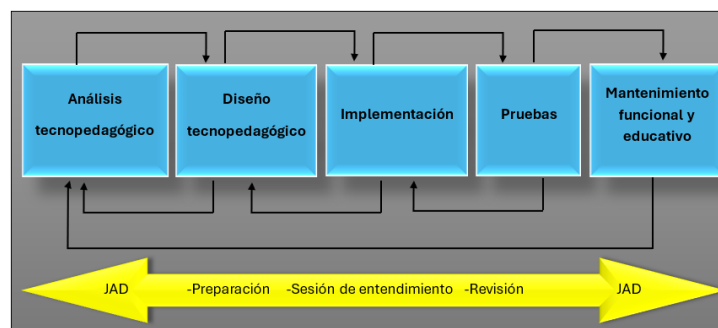 Análisis
tecnopedagógico
Diseño
tecnopedagógico
Implementación
Pruebas
Mantenimiento
funcional y
educativo
JAD -Preparación -Sesión de entendimiento -Revisión JAD